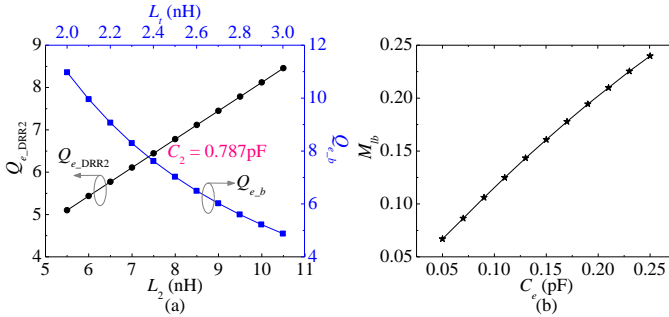 L_t (nH)
2.0 2.2 2.4 2.6 2.8 3.0
9
8
7
6
5
4
Q_e_DRR2
12
10
8
6
4
Q_e_b
C_2 = 0.787pF
Q_e_DRR2
Q_e_b
5 6 7 8 9 10 11
L_2 (nH)
(a)
0.25
0.20
0.15
0.10
0.05
M_lb
0.05 0.10 0.15 0.20 0.25
C_e (pF)
(b)